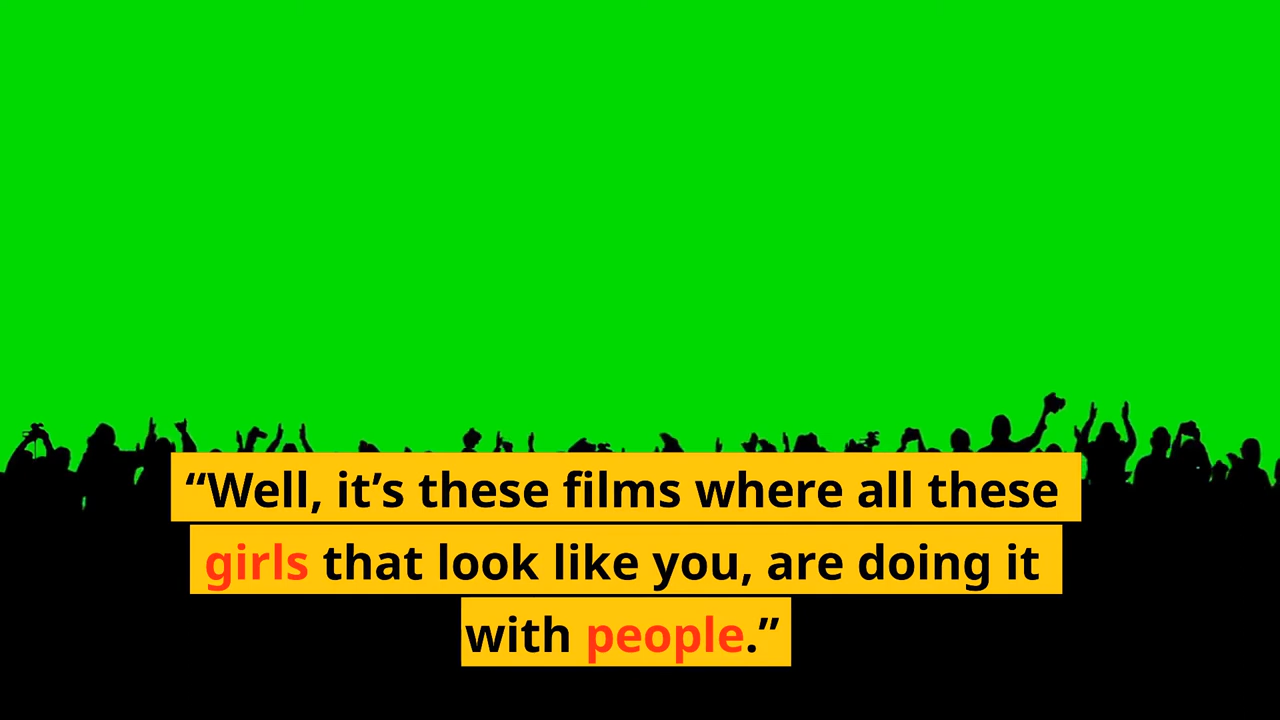 “Well, it’s these films where all these
girls that look like you, are doing it
with people.”